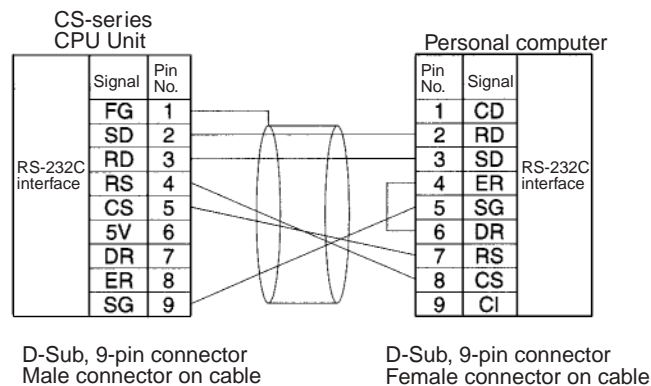 CS-series
CPU Unit
Personal computer
Signal Pin No.
Pin No. Signal
FG 1
1 CD
SD 2
2 RD
RD 3
3 SD
RS-232C interface
RS 4
4 ER
RS-232C interface
CS 5
5 SG
5V 6
6 DR
DR 7
7 RS
ER 8
8 CS
SG 9
9 CI
D-Sub, 9-pin connector
Male connector on cable
D-Sub, 9-pin connector
Female connector on cable